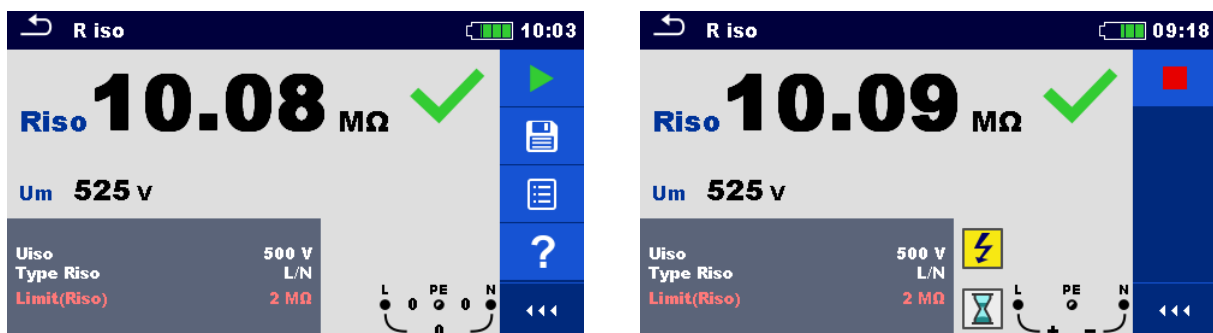 R iso 10:03
Riso 10.08 MΩ
Um 525 V
Uiso 500 V
Type Riso L/N
Limit(Riso) 2 MΩ
?
L PE N
0 0
0
R iso 09:18
Riso 10.09 MΩ
Um 525 V
Uiso 500 V
Type Riso L/N
Limit(Riso) 2 MΩ
L PE N
+ -